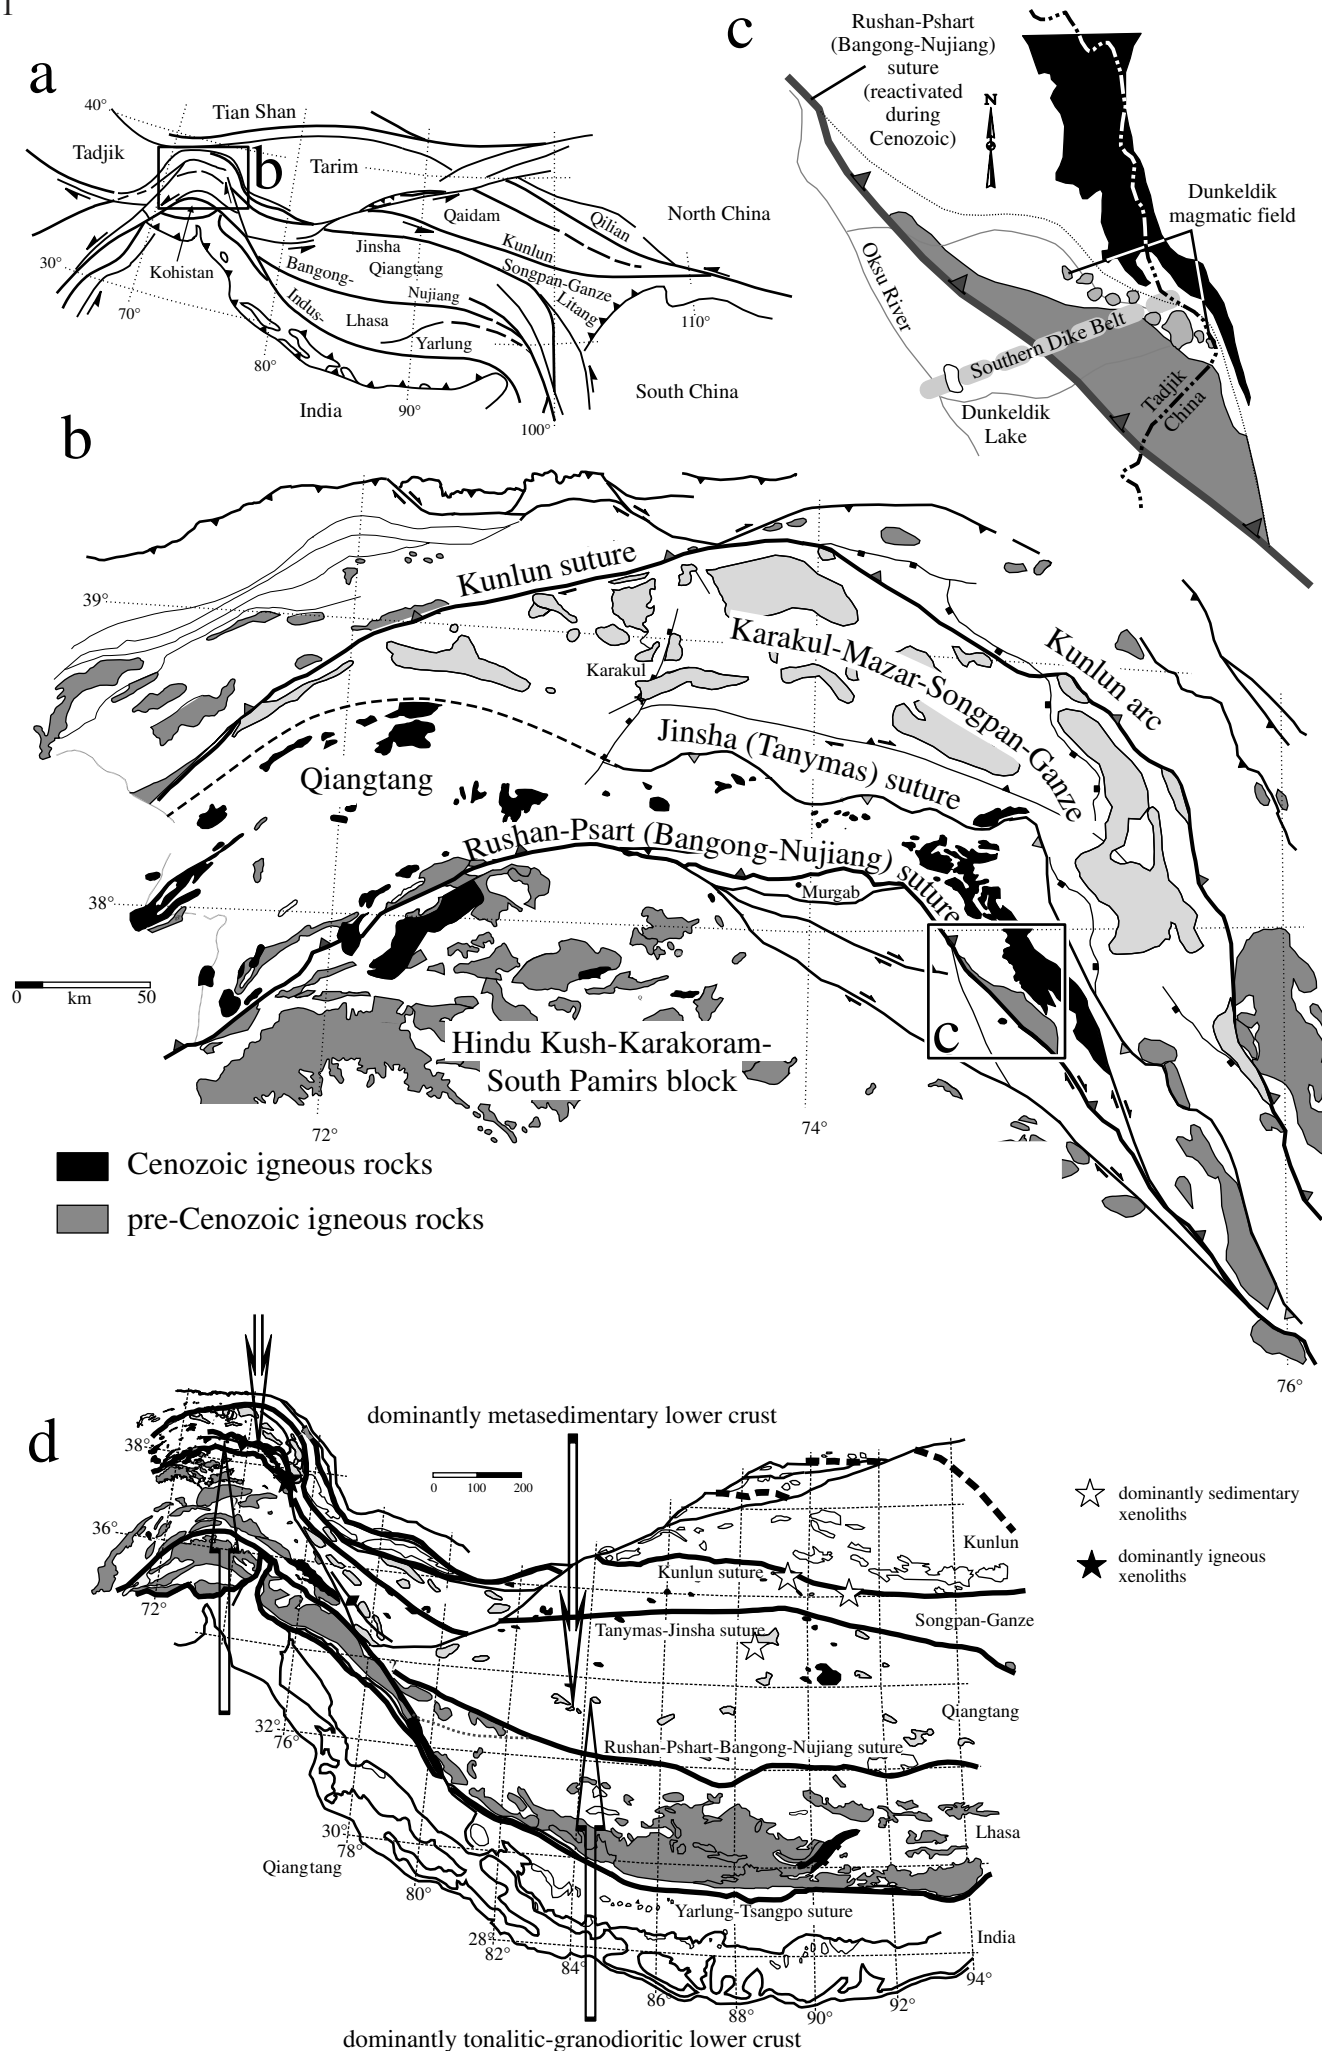 1
a
40°
Tian Shan
Tadjik
b
Tarim
Qaidam
Qilian
North China
Jinsha
Kunlun
Qiangtang
Songpan-Ganze
30°
Kohistan
Bangong-
Nujiang
Litang
Indus-
Lhasa
70°
110°
Yarlung
80°
South China
India
90°
100°
c
Rushan-Pshart
(Bangong-Nujiang)
suture
(reactivated
during
Cenozoic)
N
Dunkeldik
magmatic field
Oksu River
Southern Dike Belt
Tadjik
China
Dunkeldik
Lake
b
Kunlun suture
39°
Karakul-Mazar-Songpan-Ganze
Kunlun arc
Karakul
Jinsha (Tanymas) suture
Qiangtang
Rushan-Psart (Bangong-Nujiang) suture
Murgab
38°
0
km
50
c
Hindu Kush-Karakoram-
South Pamirs block
72°
74°
Cenozoic igneous rocks
pre-Cenozoic igneous rocks
76°
d
dominantly metasedimentary lower crust
38°
0
100
200
dominantly sedimentary
xenoliths
36°
Kunlun
dominantly igneous
xenoliths
Kunlun suture
72°
Songpan-Ganze
Tanymas-Jinsha suture
Qiangtang
32°
76°
Rushan-Pshart-Bangong-Nujiang suture
30°
Lhasa
78°
Qiangtang
80°
Yarlung-Tsangpo suture
28°
India
82°
84°
94°
86°
92°
88°
90°
dominantly tonalitic-granodioritic lower crust